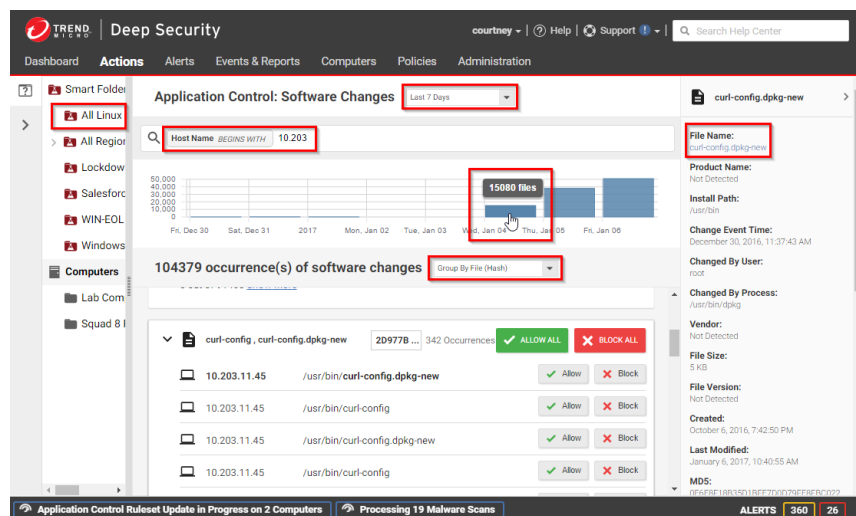 TREND MICRO Deep Security
courtney Help Support Search Help Center
Dashboard Actions Alerts Events & Reports Computers Policies Administration
Smart Folder
All Linux
All Region
Lockdow
Salesforc
WIN-EOL
Windows
Computers
Lab Com
Squad 8
Application Control: Software Changes Last 7 Days
Host Name BEGINS WITH 10.203
50,000
40,000
30,000
20,000
10,000
0
15080 files
Fri, Dec 30 Sat, Dec 31 2017 Mon, Jan 02 Tue, Jan 03 Wed, Jan 04 Thu, Jan 05 Fri, Jan 06
104379 occurrence(s) of software changes Group By File (Hash)
curl-config , curl-config.dpkg-new 2D977B ... 342 Occurrences ALLOW ALL BLOCK ALL
10.203.11.45 /usr/bin/curl-config.dpkg-new Allow Block
10.203.11.45 /usr/bin/curl-config Allow Block
10.203.11.45 /usr/bin/curl-config.dpkg-new Allow Block
10.203.11.45 /usr/bin/curl-config Allow Block
curl-config.dpkg-new
File Name:
curl-config.dpkg-new
Product Name:
Not Detected
Install Path:
/usr/bin
Change Event Time:
December 30, 2016, 11:37:43 AM
Changed By User:
root
Changed By Process:
/usr/bin/dpkg
Vendor:
Not Detected
File Size:
5 KB
File Version:
Not Detected
Created:
October 6, 2016, 7:42:50 PM
Last Modified:
January 6, 2017, 10:40:55 AM
MD5:
Application Control Ruleset Update in Progress on 2 Computers Processing 19 Malware Scans ALERTS 360 26